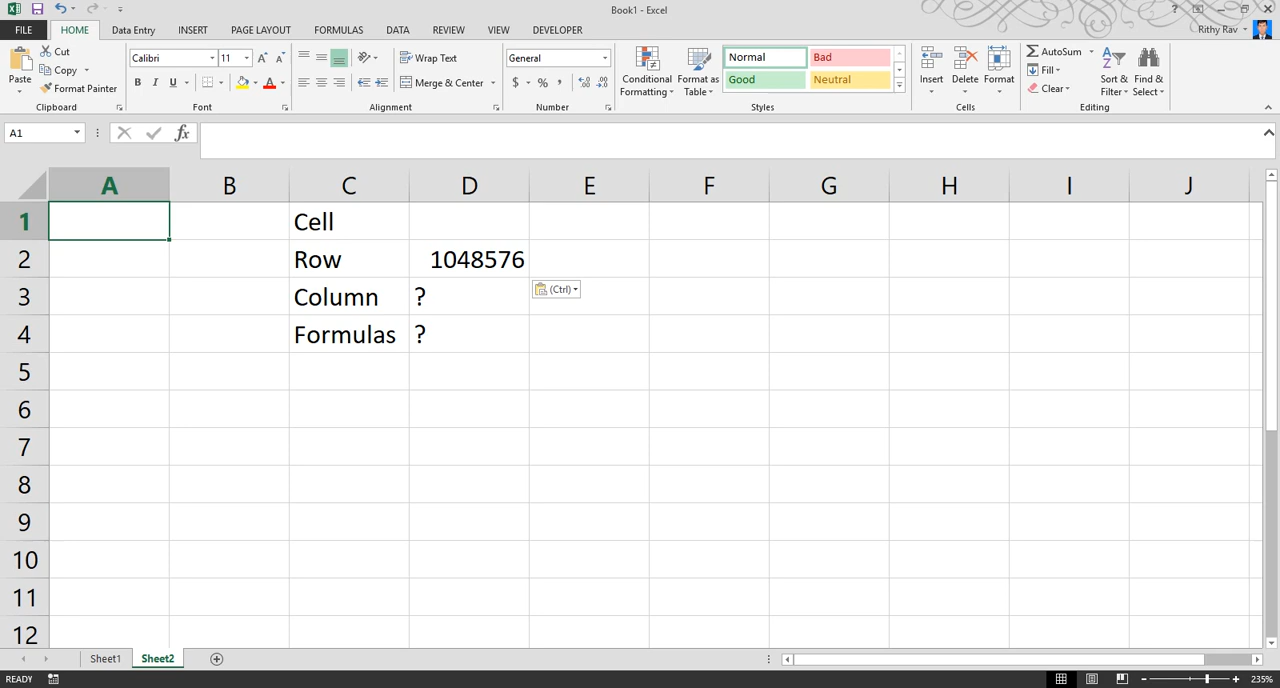 Book1 - Excel
?
FILE
HOME
Data Entry
INSERT
PAGE LAYOUT
FORMULAS
DATA
REVIEW
VIEW
DEVELOPER
Rithy Rav
Paste
Cut
Copy
Format Painter
Clipboard
Calibri
11
A
A
B
I
U
A
Font
Wrap Text
Merge & Center
Alignment
General
$
%
,
Number
Conditional
Formatting
Format as
Table
Normal
Bad
Good
Neutral
Styles
Insert
Delete
Format
Cells
AutoSum
Fill
Clear
Sort &
Filter
Find &
Select
Editing
A1
fx
A
B
C
D
E
F
G
H
I
J
1
Cell
2
Row
1048576
3
Column
?
(Ctrl)
4
Formulas
?
5
6
7
8
9
10
11
12
Sheet1
Sheet2
READY
235%